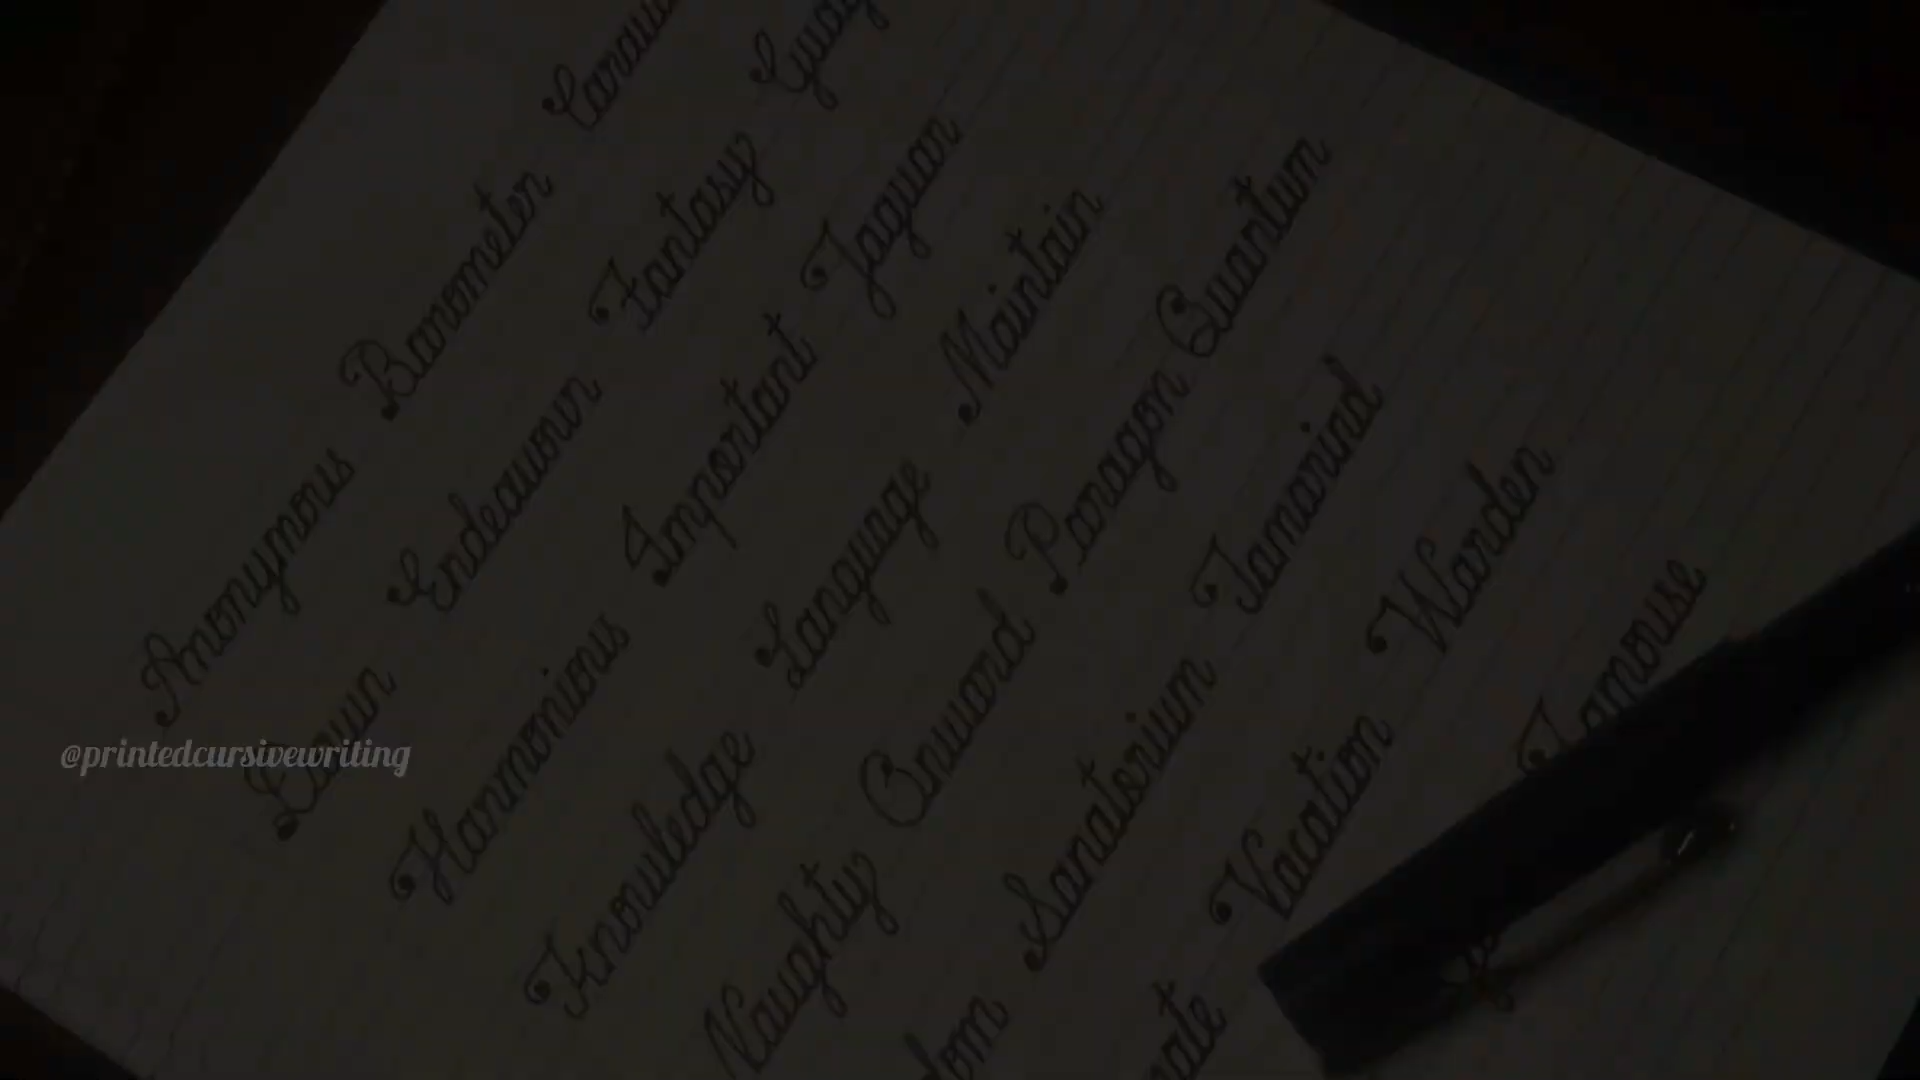 Anonymous Barometer
Dawn Endeavour Fantasy
Harmonious Important Jaguar
Knowledge Language Maintain
Naughty Onward Paragon Quantum
Sanatorium Tamarind
Vacation Warden
@printedcursivewriting